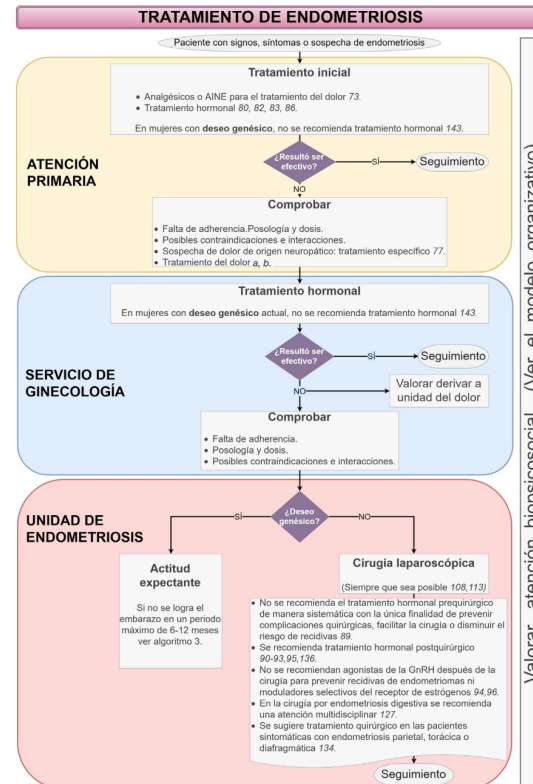 TRATAMIENTO DE ENDOMETRIOSIS
Paciente con signos, síntomas o sospecha de endometriosis
ATENCIÓN
PRIMARIA
Tratamiento inicial
• Analgésicos o AINE para el tratamiento del dolor 73.
• Tratamiento hormonal 80, 82, 83, 86.
En mujeres con deseo genésico, no se recomienda tratamiento hormonal 143.
¿Resultó ser
efectivo?
SÍ
Seguimiento
NO
Comprobar
• Falta de adherencia.Posología y dosis.
• Posibles contraindicaciones e interacciones.
• Sospecha de dolor de origen neuropático: tratamiento específico 77.
• Tratamiento del dolor a, b.
SERVICIO DE
GINECOLOGÍA
Tratamiento hormonal
En mujeres con deseo genésico actual, no se recomienda tratamiento hormonal 143.
¿Resultó ser
efectivo?
SÍ
Seguimiento
NO
Valorar derivar a
unidad del dolor
Comprobar
• Falta de adherencia.
• Posología y dosis.
• Posibles contraindicaciones e interacciones.
UNIDAD DE
ENDOMETRIOSIS
¿Deseo
genésico?
SÍ
NO
Actitud
expectante
Si no se logra el
embarazo en un periodo
máximo de 6-12 meses
ver algoritmo 3.
Cirugía laparoscópica
(Siempre que sea posible 108,113)
• No se recomienda el tratamiento hormonal prequirúrgico
de manera sistemática con la única finalidad de prevenir
complicaciones quirúrgicas, facilitar la cirugía o disminuir el
riesgo de recidivas 89.
• Se recomienda tratamiento hormonal postquirúrgico
90-93,95,136.
• No se recomiendan agonistas de la GnRH después de la
cirugía para prevenir recidivas de endometriomas ni
moduladores selectivos del receptor de estrógenos 94,96.
• En la cirugía por endometriosis digestiva se recomienda
una atención multidisciplinar 127.
• Se sugiere tratamiento quirúrgico en las pacientes
sintomáticas con endometriosis parietal, torácica o
diafragmática 134.
Seguimiento
Valorar atención biopsicosocial (Ver el modelo organizativo)